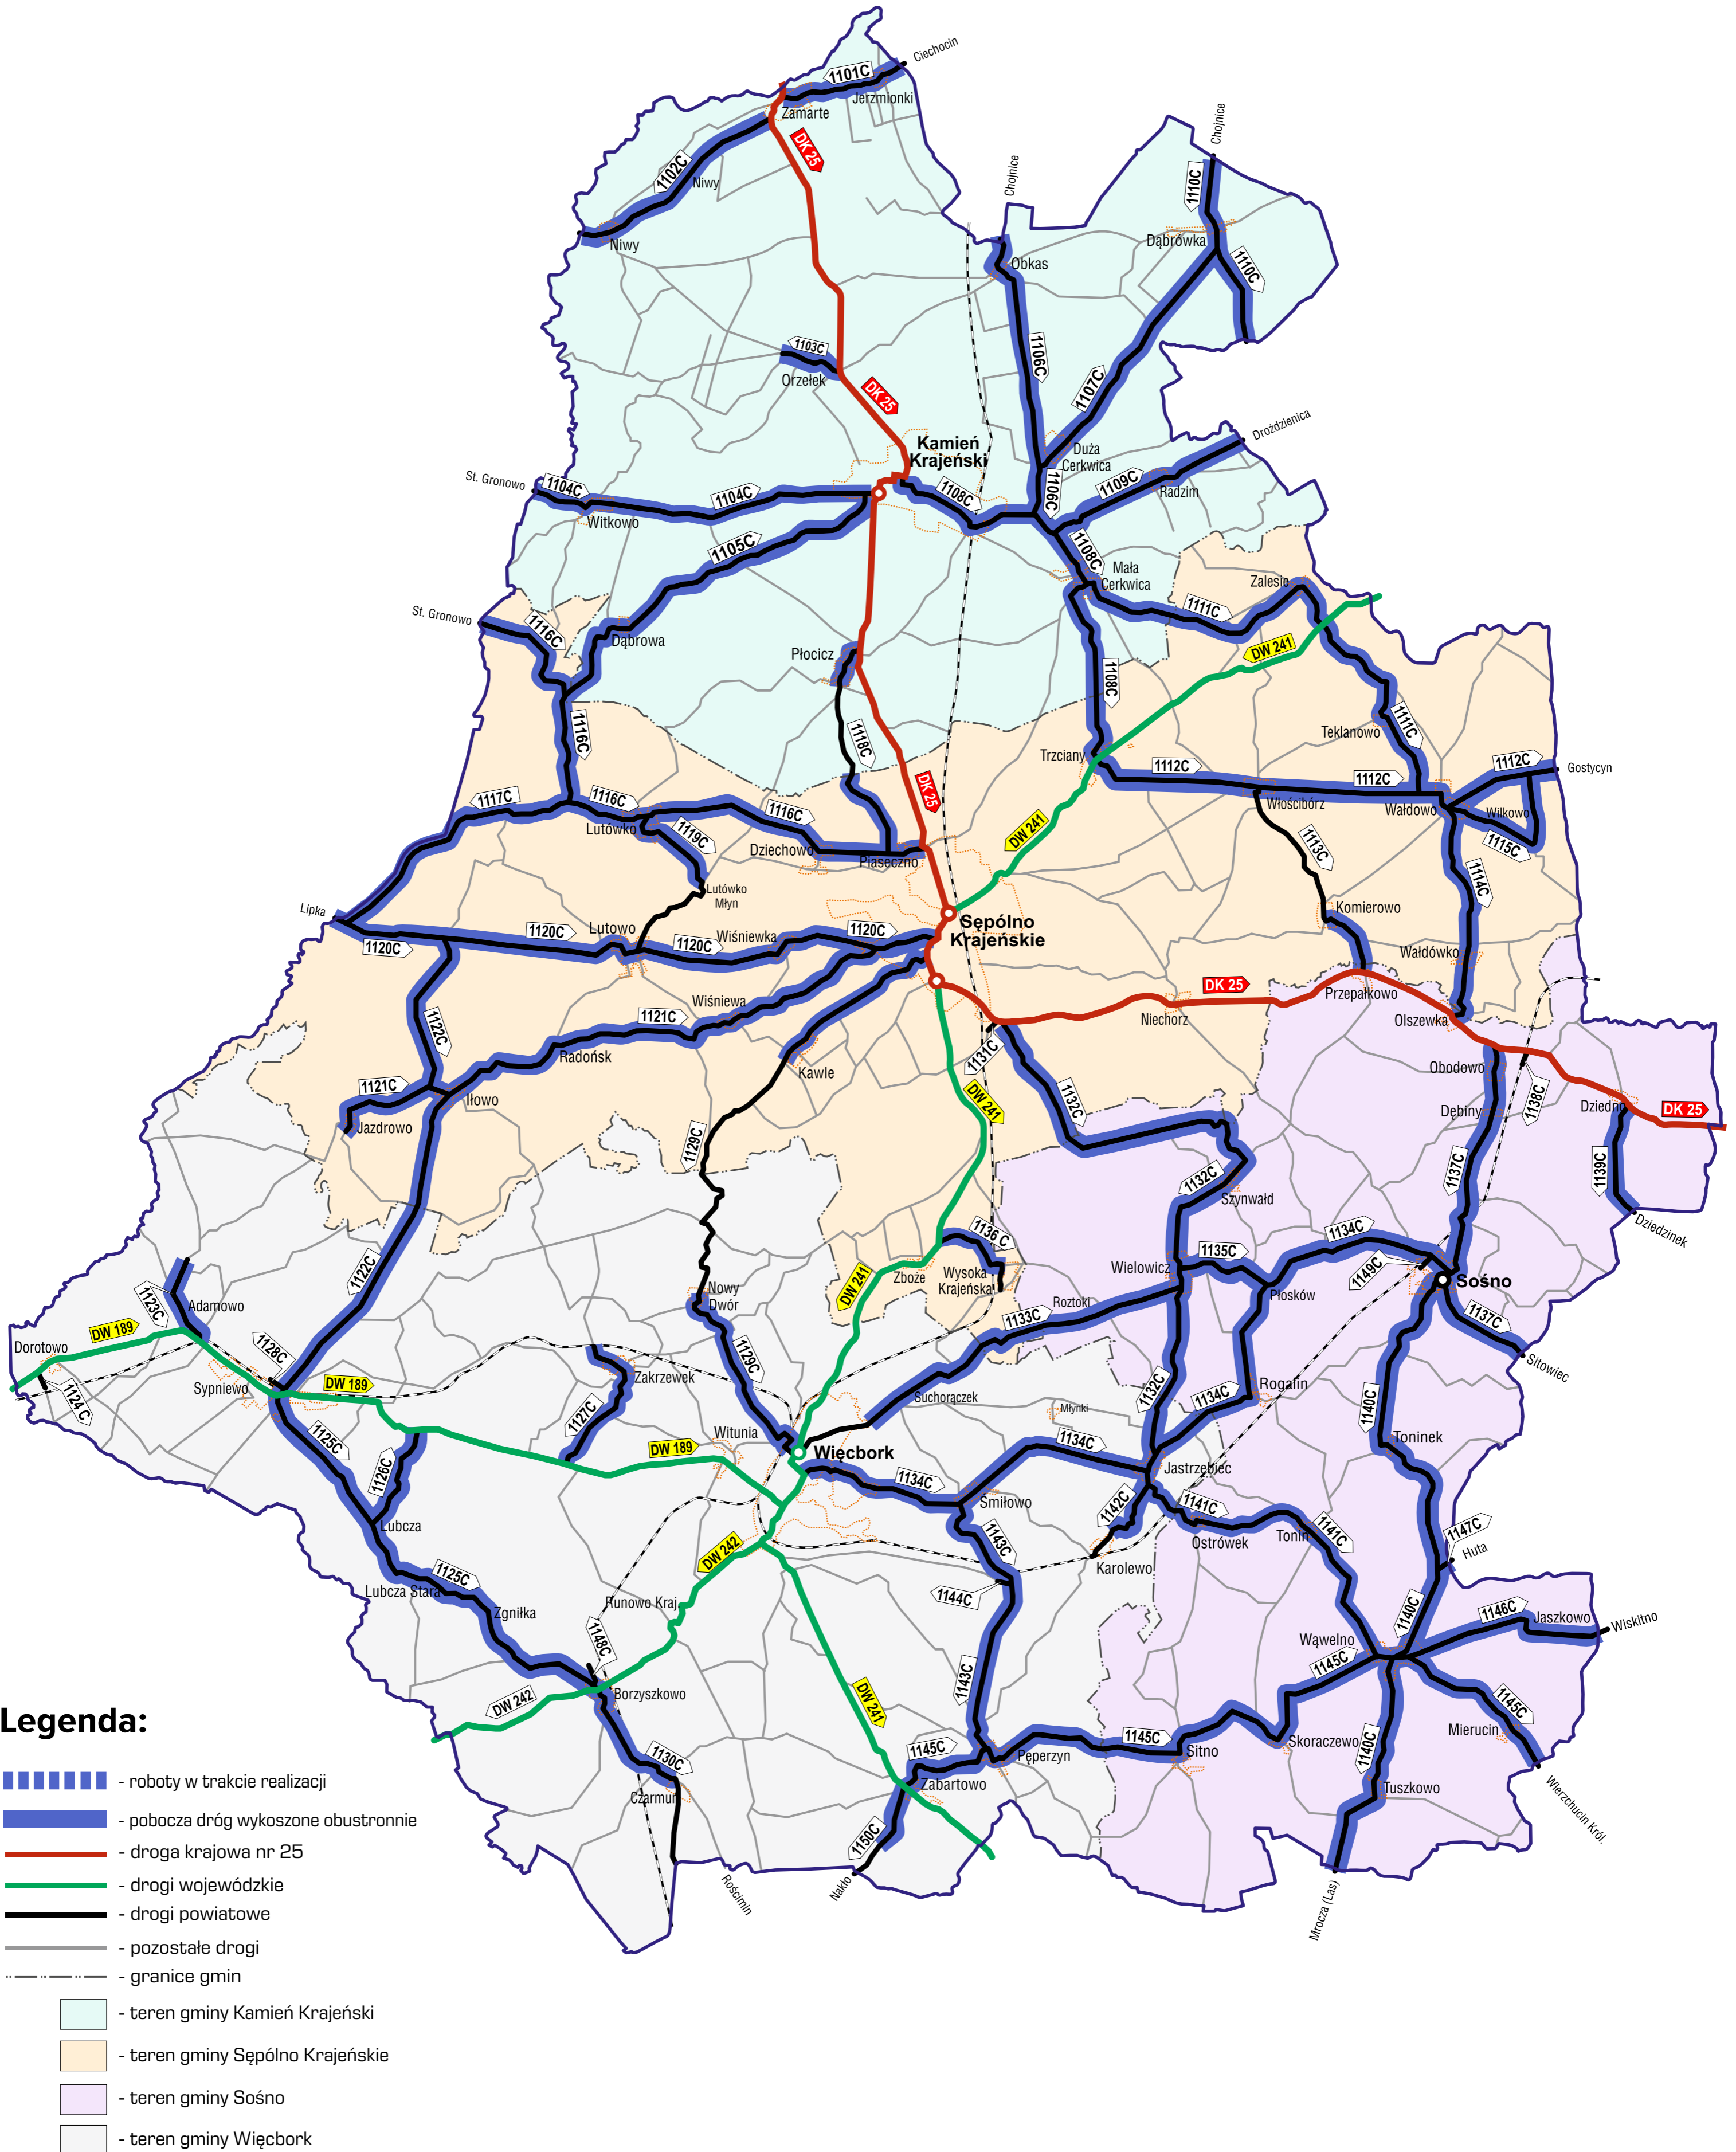 Ciechocin
1101C
Jerzmionki
Zamarte
DK 25
Chojnice
1102C
Niwy
Chojnice
1110C
Niwy
Dąbrówka
Obkas
1110C
1103C
Orzełek
1106C
1107C
DK 25
Drożdzienica
Kamień
Krajeński
Duża
Cerkwica
St. Gronowo
1104C
1104C
1108C
1106C
1109C
Radzim
Witkowo
1105C
1108C
Mała
Cerkwica
Zalesie
St. Gronowo
1116C
1111C
Dąbrowa
Płocicz
DW 241
1108C
1116C
1118C
1111C
Teklanowo
Trzciany
1112C
1112C
1112C
Gostycyn
DK 25
1117C
1116C
1116C
Włościbórz
Wałdowo
Wilkowo
Lutówko
1119C
DW 241
1113C
1115C
Dziechowo
Piaseczno
1114C
Lutówko
Młyn
Lipka
Komierowo
Sępólno
Krajeńskie
1120C
1120C
Lutowo
1120C
Wiśniewka
1120C
Wałdówko
DK 25
Przepałkowo
Wiśniewa
1121C
Niechorz
Olszewka
1122C
Radońsk
1131C
Kawle
Obodowo
1121C
Iłowo
DW 241
1132C
1138C
Dębiny
Dziedno
DK 25
Jazdrowo
1129C
1137C
1139C
1132C
Szynwałd
Dziedzinek
1136 C
1134C
1135C
1122C
Zboże
Wysoka
Krajeńska
Wielowicz
1149C
Sośno
1123C
Adamowo
DW 241
Nowy
Dwór
Roztoki
Płosków
1133C
1137C
DW 189
Dorotowo
1128C
1129C
Sitowiec
Sypniewo
DW 189
Zakrzewek
1124 C
Suchorączek
1132C
1134C
Rogalin
Młynki
1140C
1127C
Witunia
DW 189
Więcbork
1134C
Toninek
1125C
1126C
1134C
Jastrzębiec
Śmiłowo
1142C
1141C
Lubcza
1143C
Ostrówek
Tonin
1141C
1147C
Huta
DW 242
Karolewo
1125C
Lubcza Stara
1144C
Runowo Kraj.
Zgniłka
1140C
1146C
Jaszkowo
Wiskitno
1148C
Wąwelno
1145C
1143C
Borzyszkowo
DW 242
DW 241
1145C
Mierucin
1145C
1145C
Skoraczewo
1140C
1130C
Pęperzyn
Sitno
Zabartowo
Tuszkowo
Czarmuń
Wierzchucin Król.
1150C
Nakło
Rościmin
Mrocza (Las)
Legenda:
- roboty w trakcie realizacji
- pobocza dróg wykoszone obustronnie
- droga krajowa nr 25
- drogi wojewódzkie
- drogi powiatowe
- pozostałe drogi
- granice gmin
- teren gminy Kamień Krajeński
- teren gminy Sępólno Krajeńskie
- teren gminy Sośno
- teren gminy Więcbork